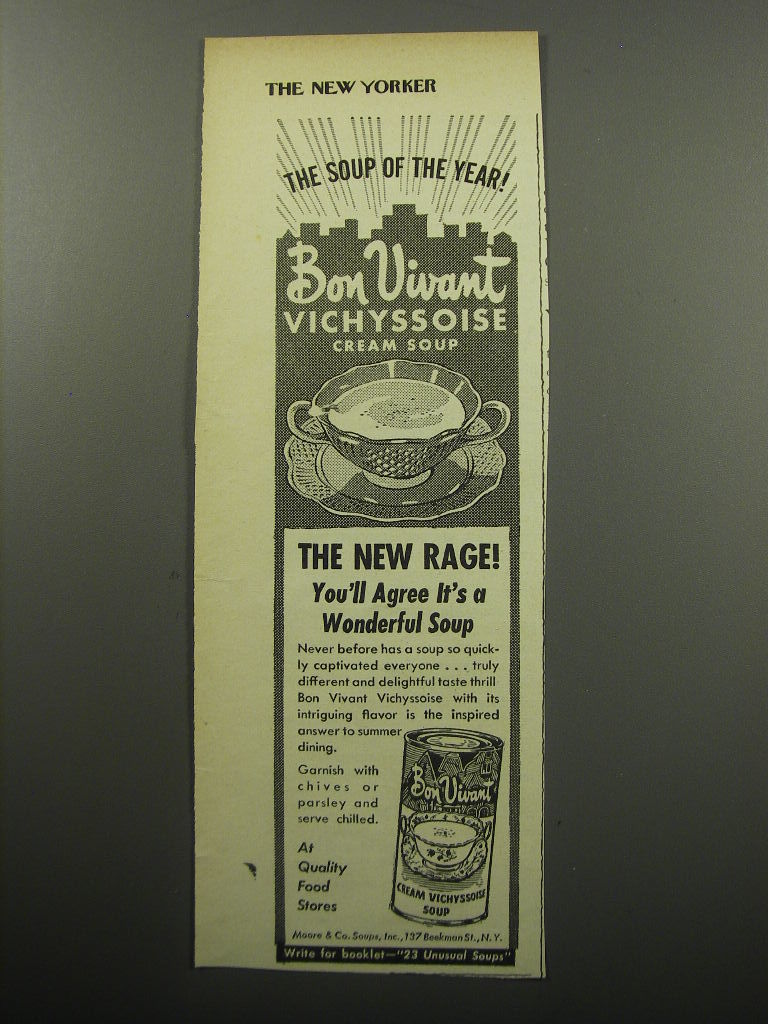 THE NEW YORKER
THE SOUP OF THE YEAR!
Bon Vivant
VICHYSSOISE
CREAM SOUP
THE NEW RAGE!
You'll Agree It's a
Wonderful Soup
Never before has a soup so quick-
ly captivated everyone . . . truly
different and delightful taste thrill
Bon Vivant Vichyssoise with its
intriguing flavor is the inspired
answer to summer
dining.
Garnish with
chives or
parsley and
serve chilled.
At
Quality
Food
Stores
Bon Vivant
CREAM VICHYSSOISE
SOUP
Moore & Co. Soups, Inc., 137 Beekman St., N. Y.
Write for booklet—"23 Unusual Soups"